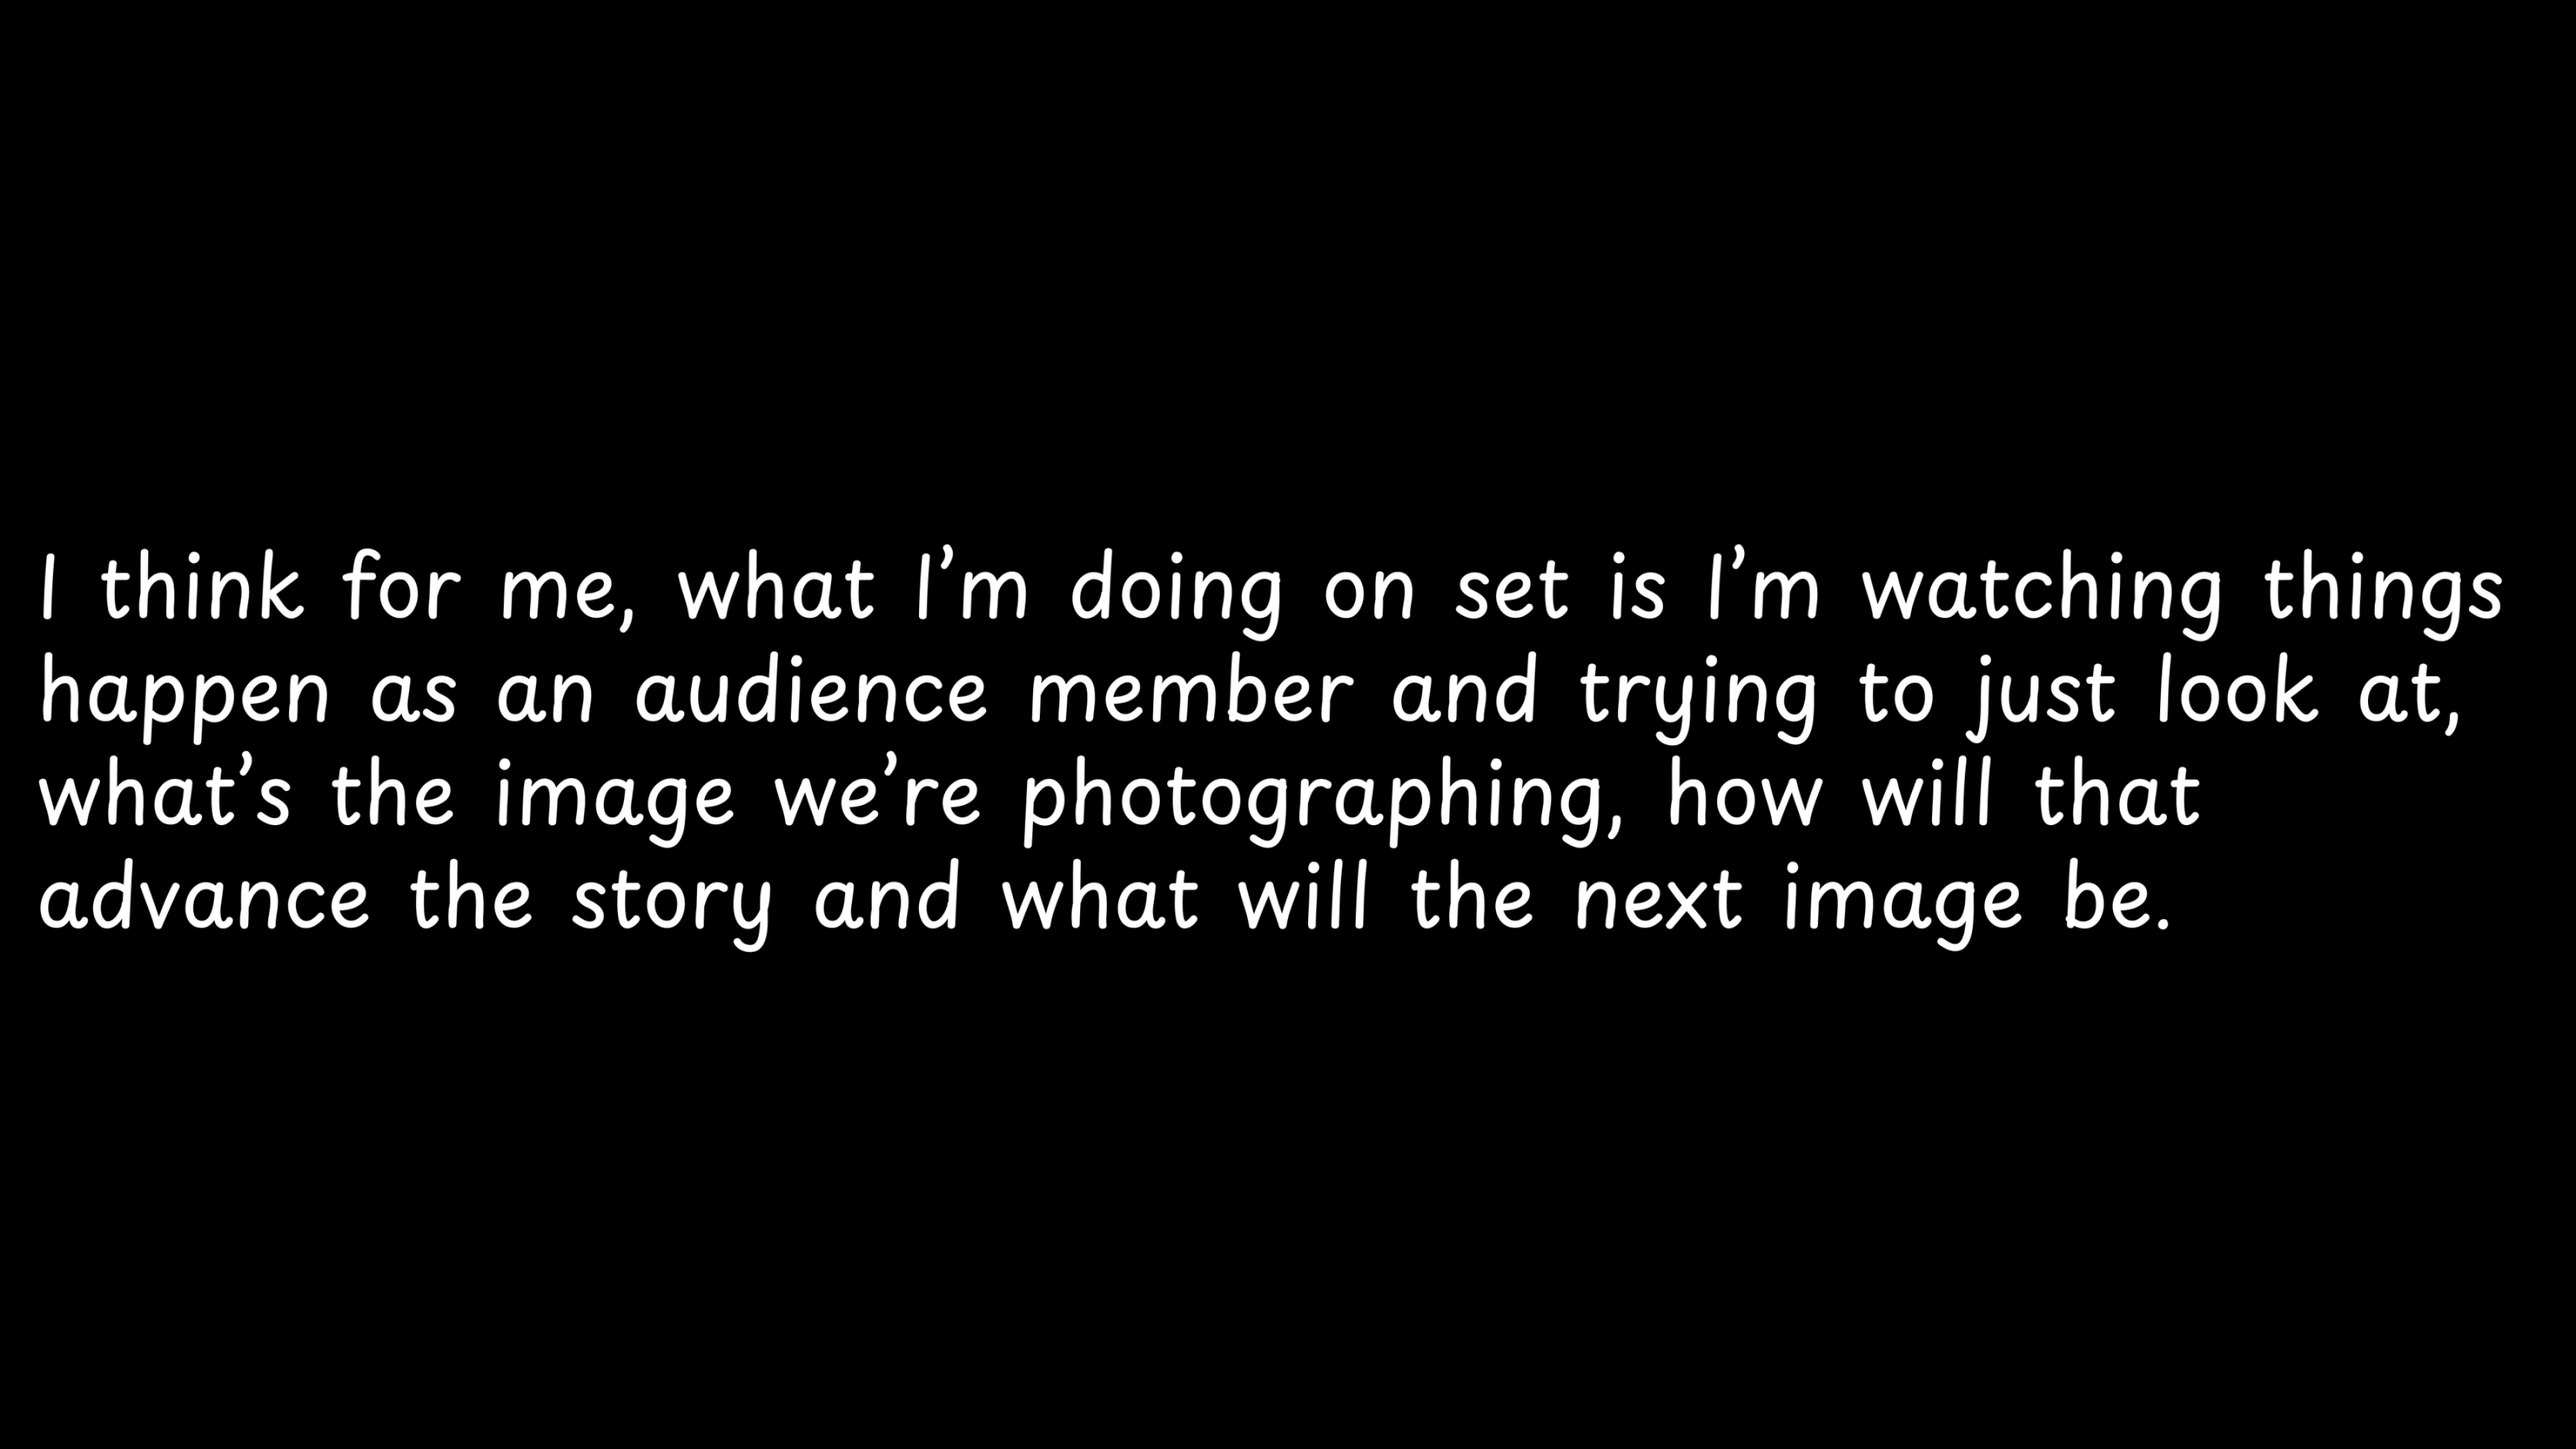 I think for me, what I’m doing on set is I’m watching things
happen as an audience member and trying to just look at,
what’s the image we’re photographing, how will that
advance the story and what will the next image be.